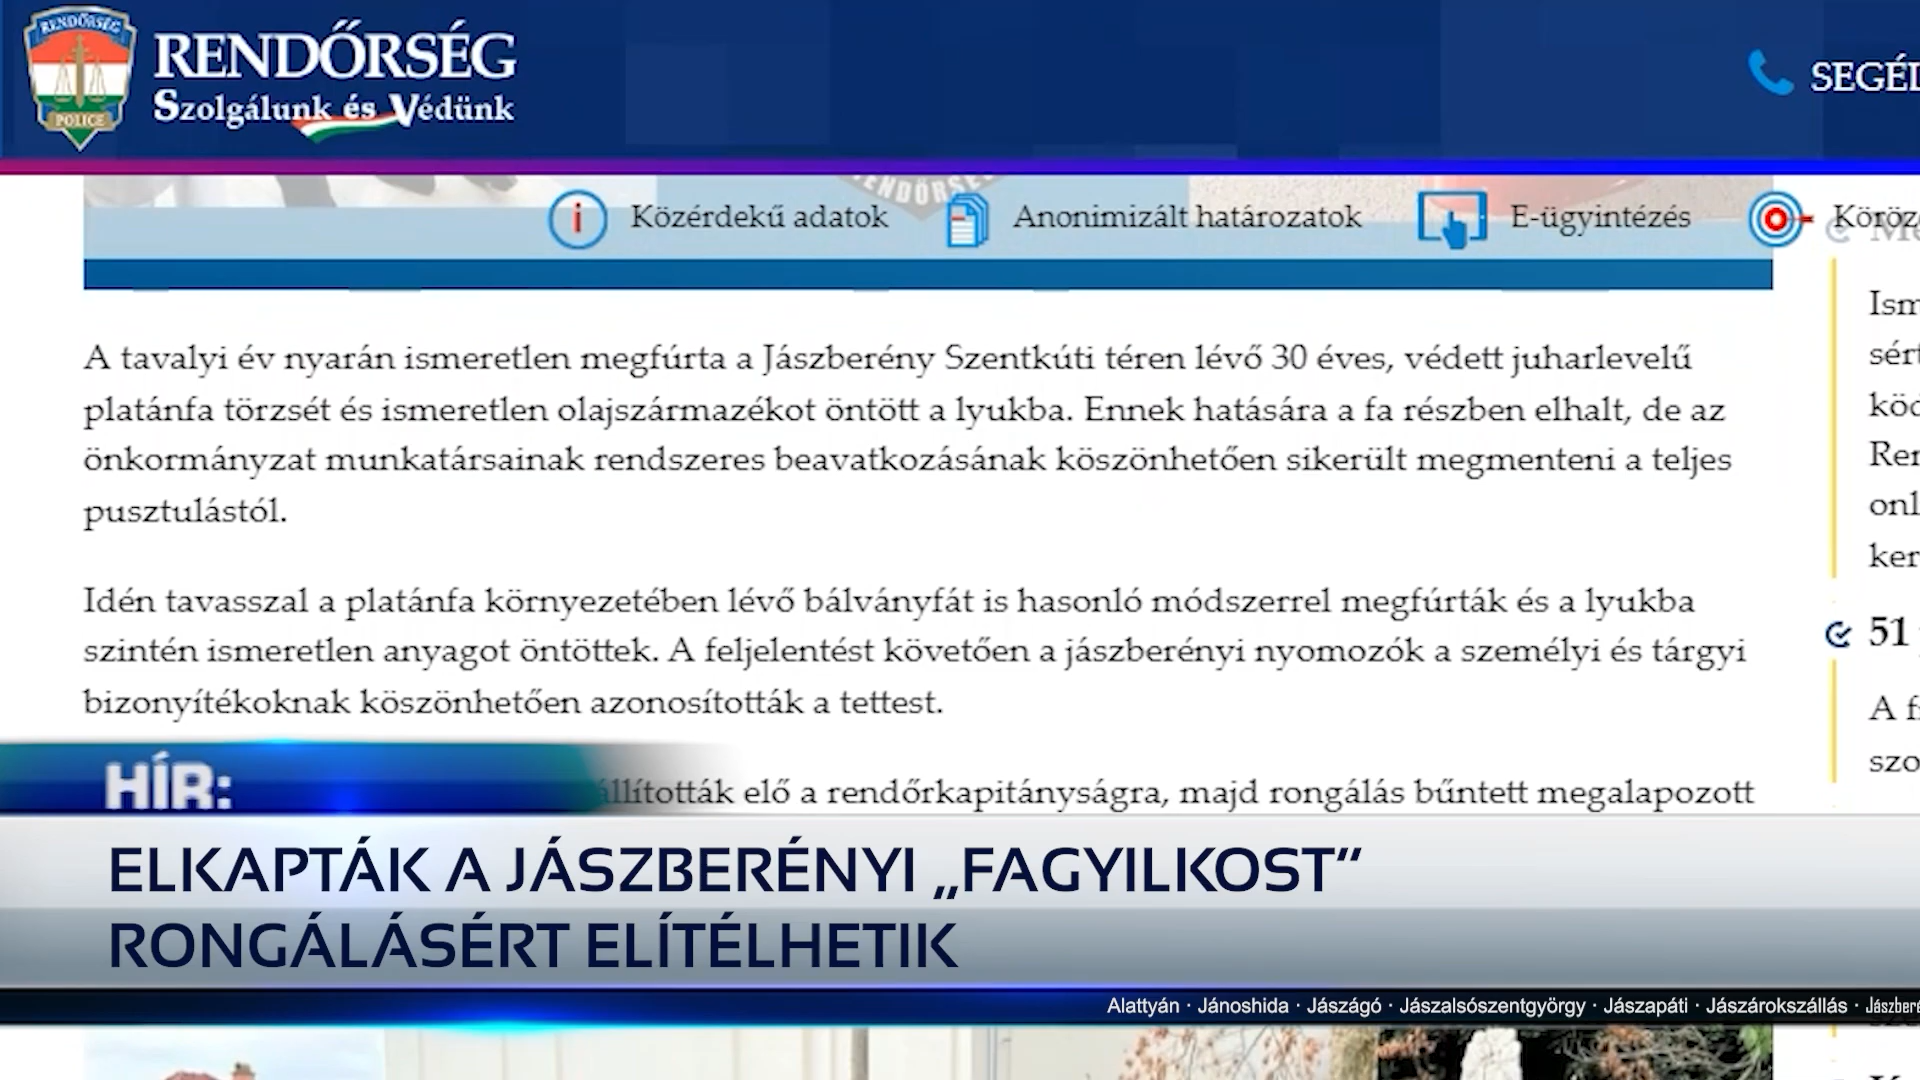 RENDŐRSÉG
RENDŐRSÉG
Szolgálunk és Védünk
POLICE
RENDŐRSÉG
Közérdekű adatok
Anonimizált határozatok
E-ügyintézés
A tavalyi év nyarán ismeretlen megfúrta a Jászberény Szentkúti téren lévő 30 éves, védett juharlevelű
platánfa törzsét és ismeretlen olajszármazékot öntött a lyukba. Ennek hatására a fa részben elhalt, de az
önkormányzat munkatársainak rendszeres beavatkozásának köszönhetően sikerült megmenteni a teljes
pusztulástól.
Idén tavasszal a platánfa környezetében lévő bálványfát is hasonló módszerrel megfúrták és a lyukba
szintén ismeretlen anyagot öntöttek. A feljelentést követően a jászberényi nyomozók a személyi és tárgyi
bizonyítékoknak köszönhetően azonosították a tettest.
elő a rendőrkapitányságra, majd rongálás bűntett megalapozott
51
A
HÍR:
ELKAPTÁK A JÁSZBERÉNYI „FAGYILKOST”
RONGÁLÁSÉRT ELÍTÉLHETIK
Alattyán · Jánoshida · Jászágó · Jászalsószentgyörgy · Jászapáti · Jászárokszállás ·